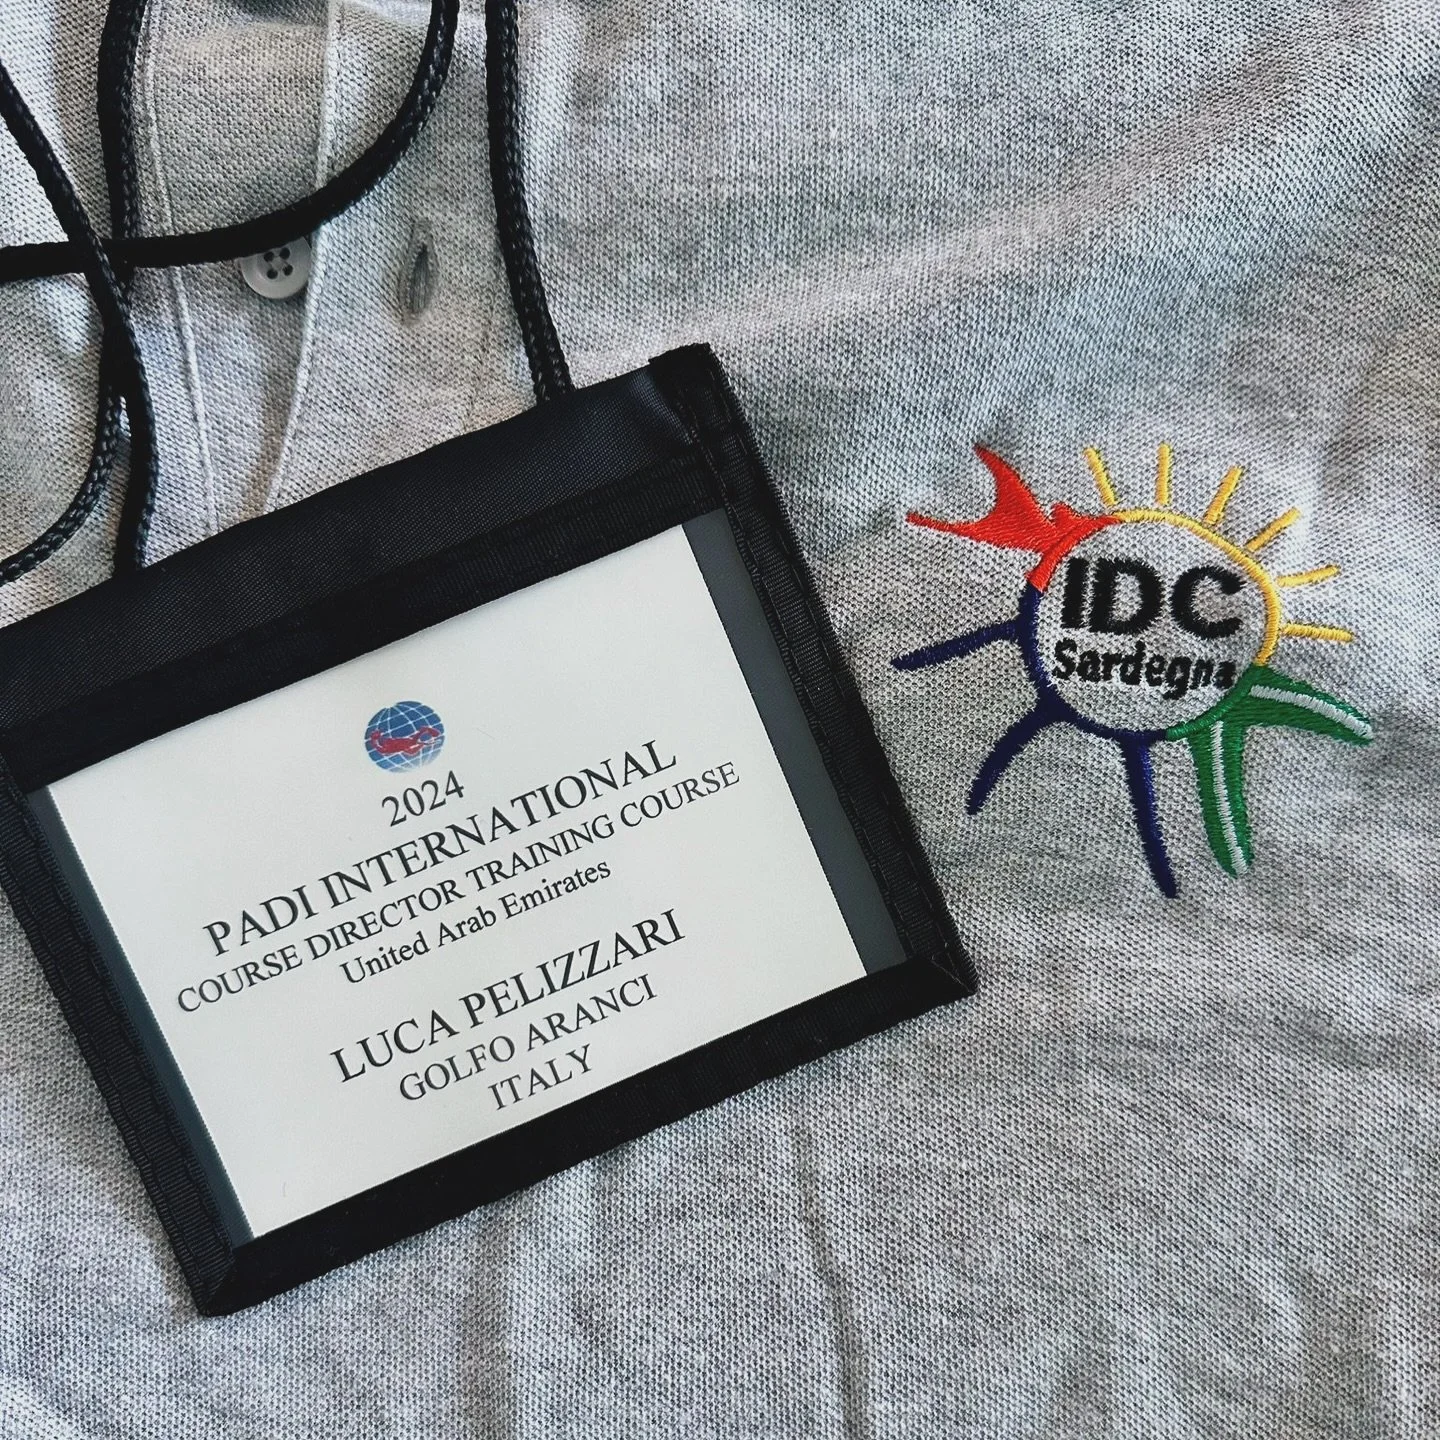 2024
PADI INTERNATIONAL
COURSE DIRECTOR TRAINING COURSE
United Arab Emirates
LUCA PELIZZARI
GOLFO ARANCI
ITALY
IDC
Sardegna